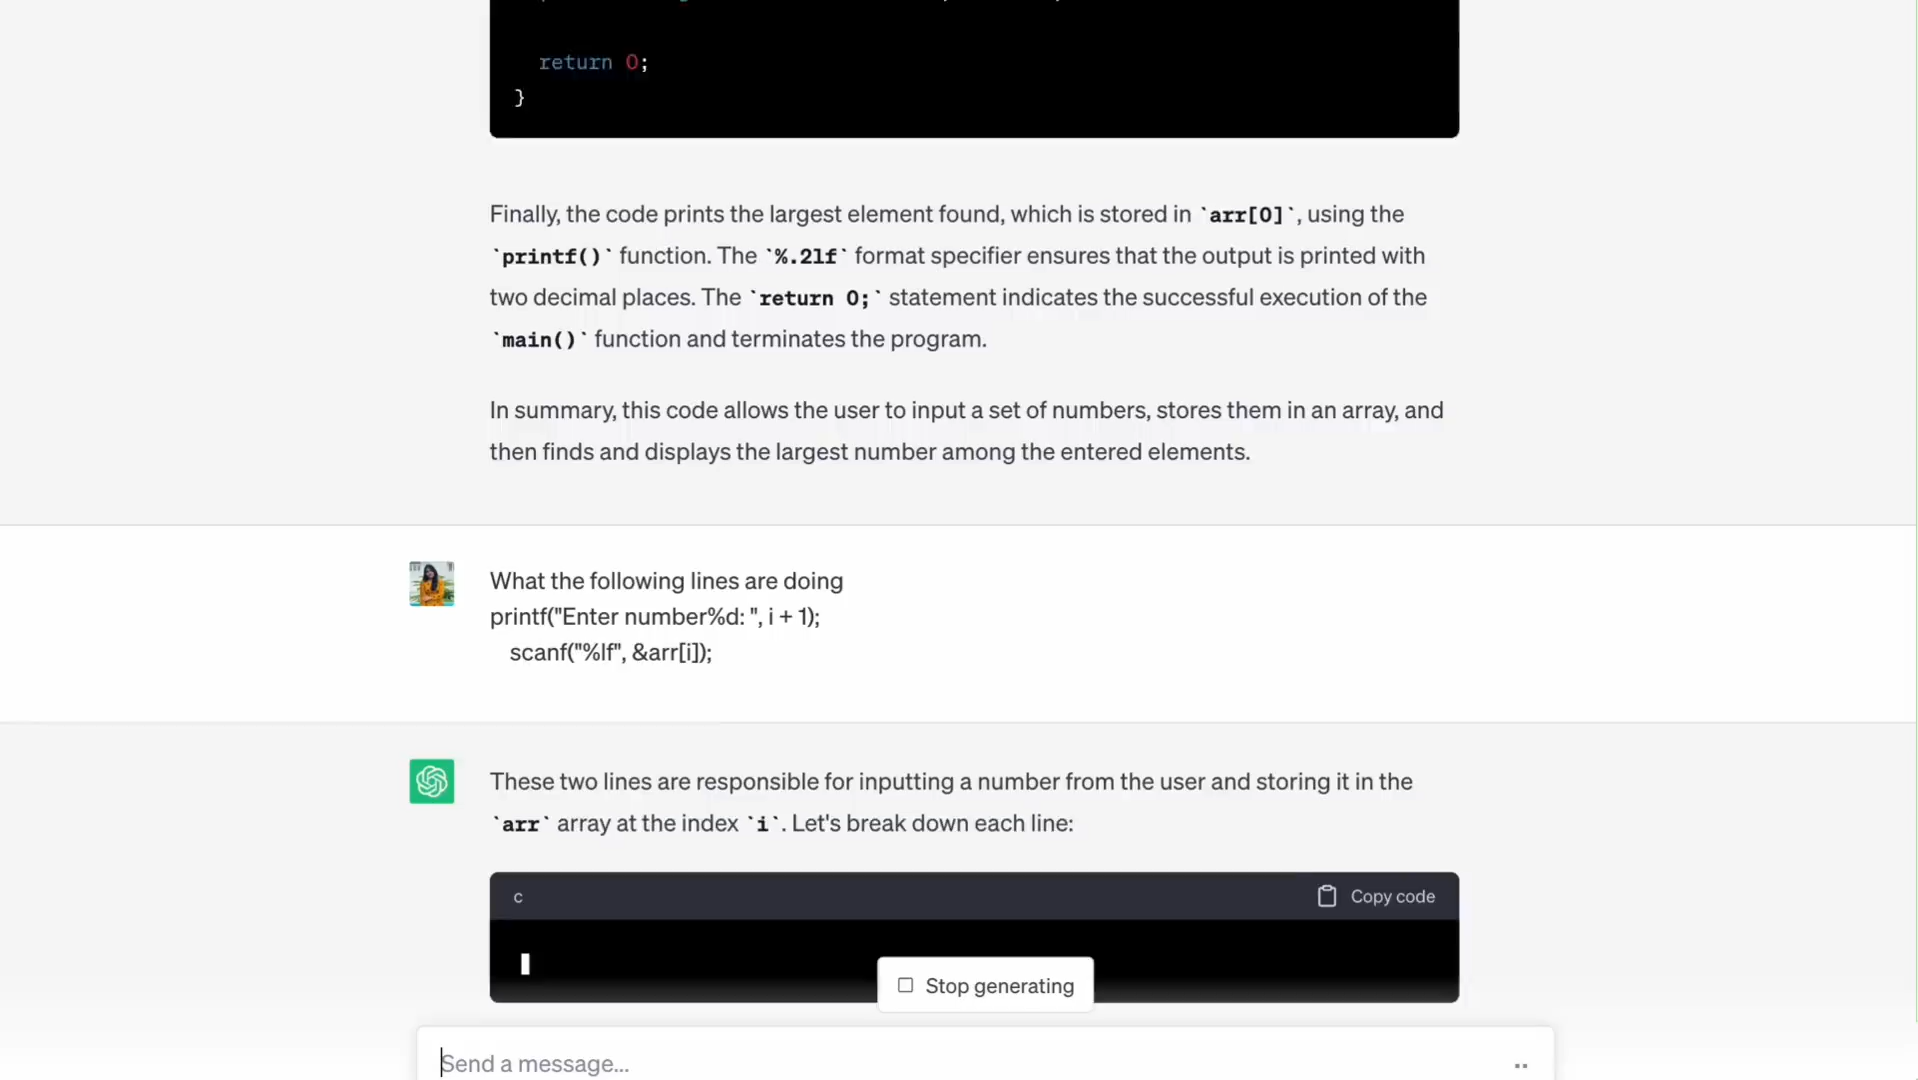 return 0;
}
Finally, the code prints the largest element found, which is stored in `arr[0]`, using the
`printf()` function. The `%.2lf` format specifier ensures that the output is printed with
two decimal places. The `return 0;` statement indicates the successful execution of the
`main()` function and terminates the program.
In summary, this code allows the user to input a set of numbers, stores them in an array, and
then finds and displays the largest number among the entered elements.
What the following lines are doing
printf("Enter number%d: ", i + 1);
scanf("%lf", &arr[i]);
These two lines are responsible for inputting a number from the user and storing it in the
`arr` array at the index `i`. Let's break down each line:
c
Copy code
Stop generating
Send a message...